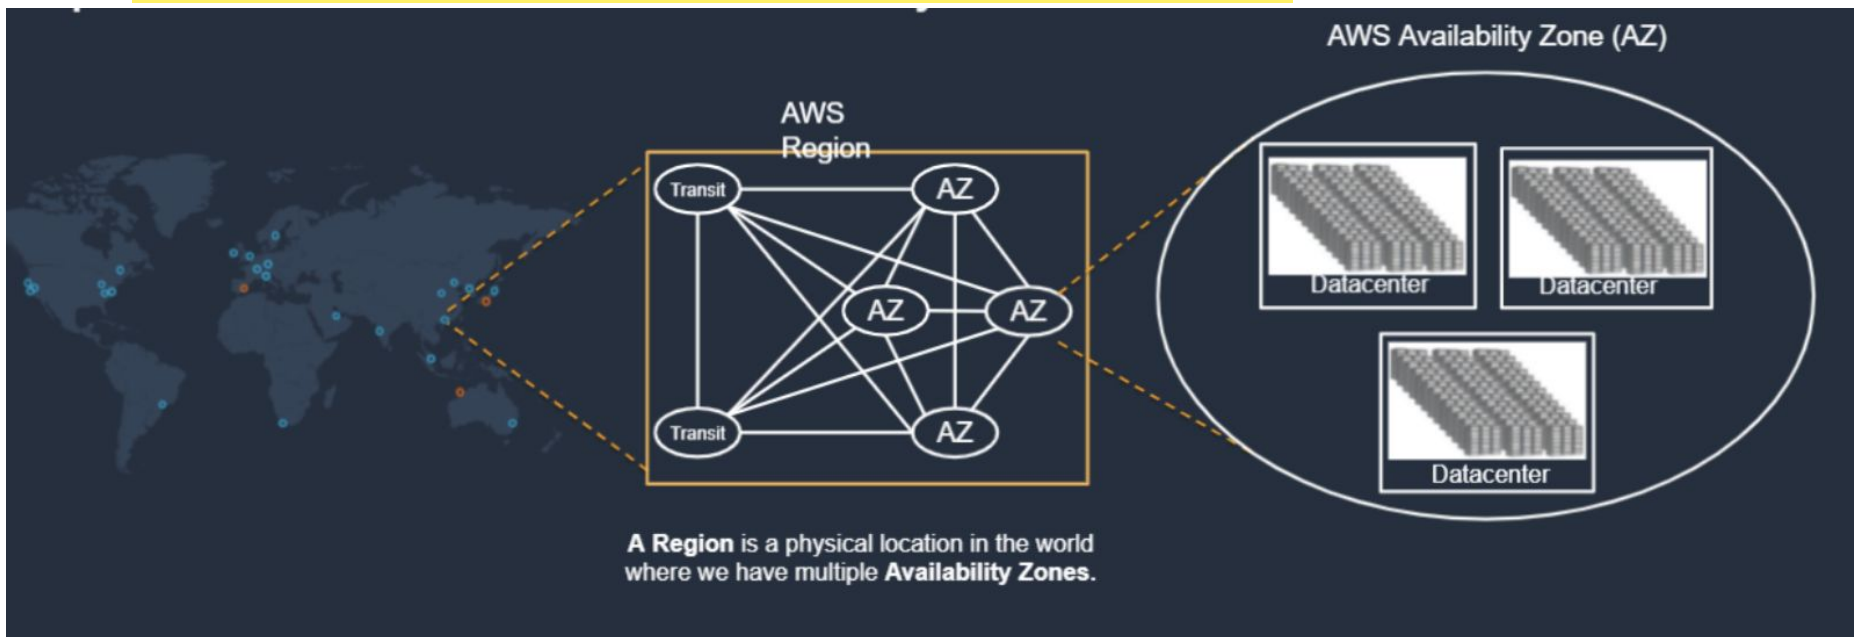 AWS Availability Zone (AZ)
AWS
Region
Transit
AZ
AZ
AZ
Transit
AZ
Datacenter
Datacenter
Datacenter
A Region is a physical location in the world
where we have multiple Availability Zones.